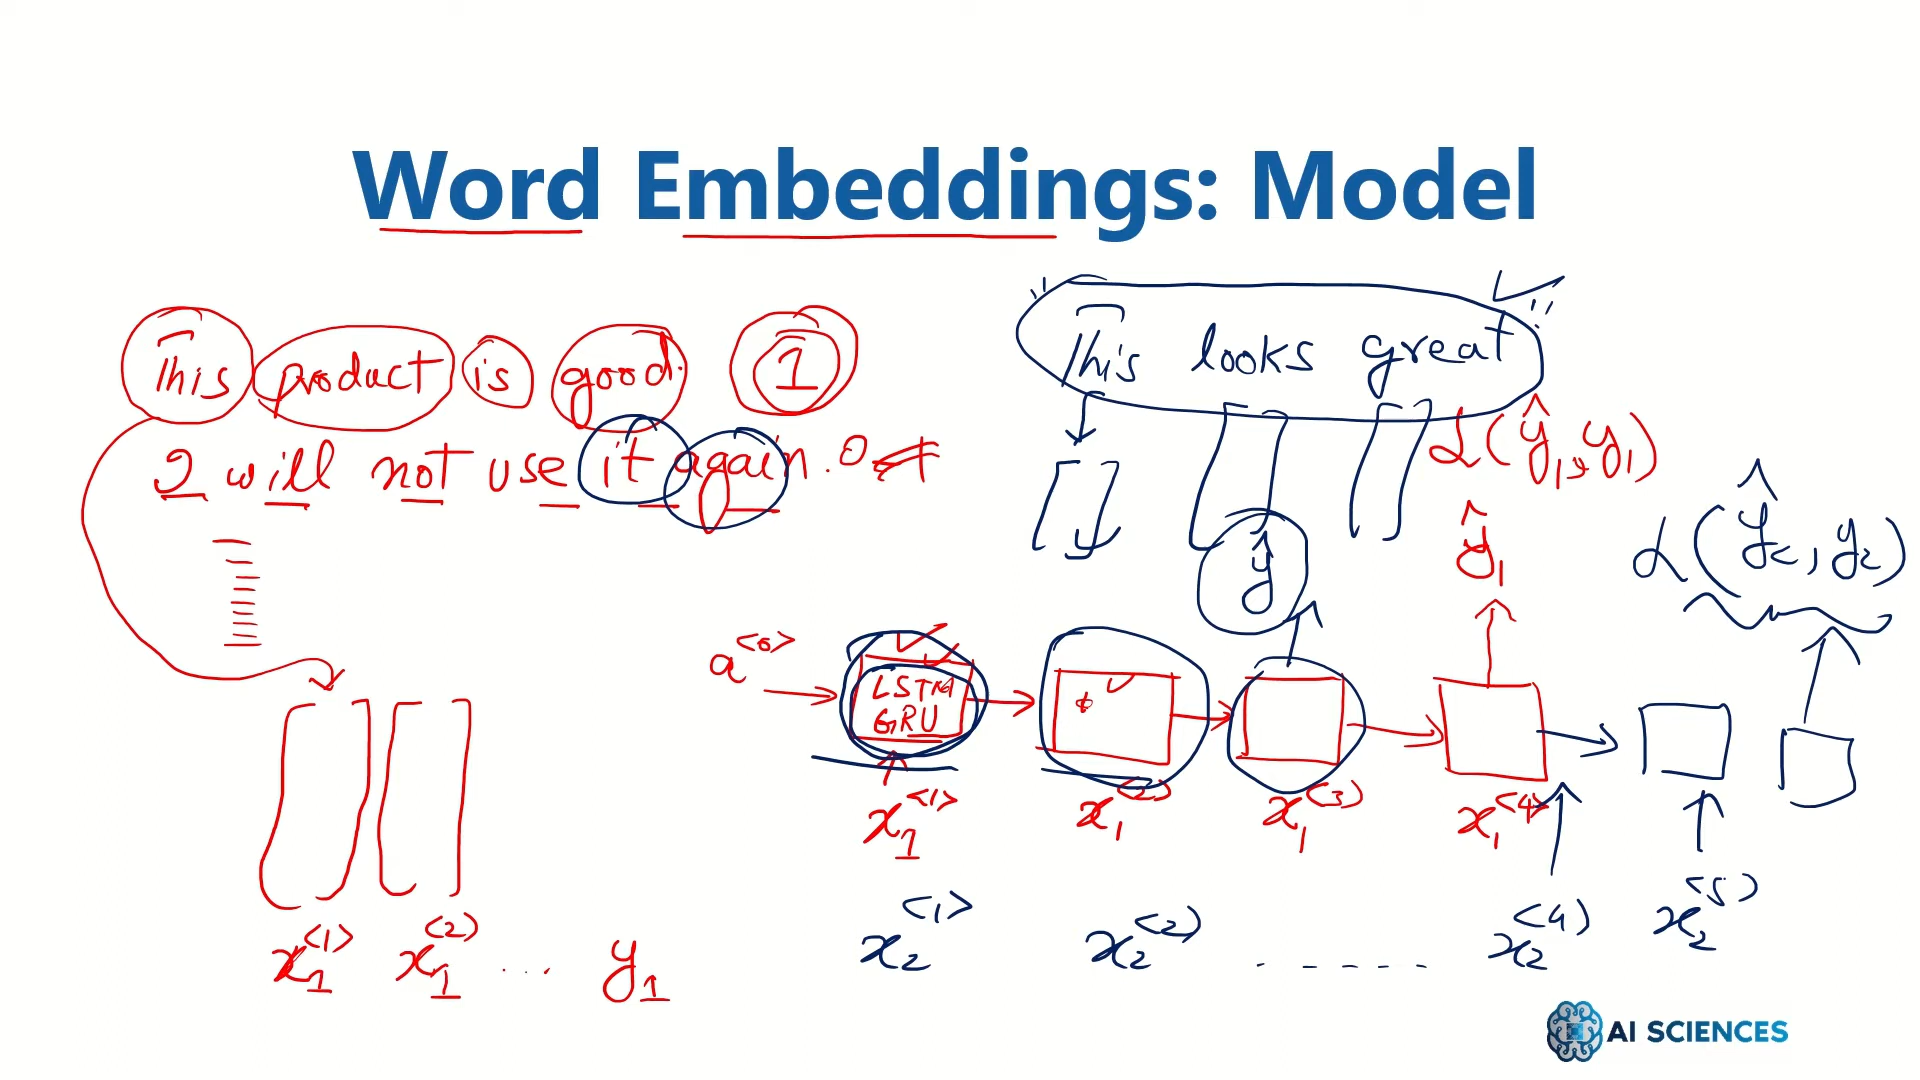 Word Embeddings: Model
This product is good. 1
I will not use it again. 0
This looks great
L(ŷ1, y1)
ŷ
ŷ1
L(ŷ2, y2)
a<0>
LSTM
GRU
x1<1> x1<2> x1<3> x1<4>
x2<1> x2<2> ------ x2<4> x2<5>
x1<1> x1<2> ... y1
AI SCIENCES